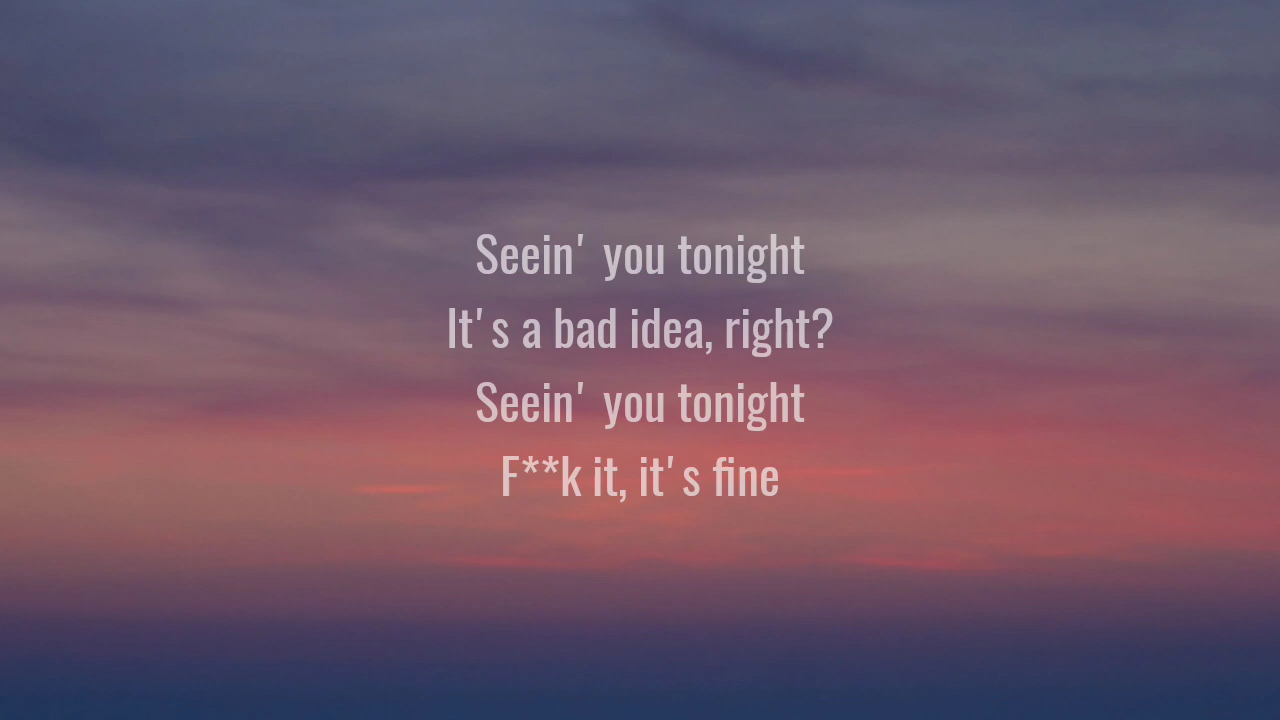 Seein' you tonight
It's a bad idea, right?
Seein' you tonight
F**k it, it's fine